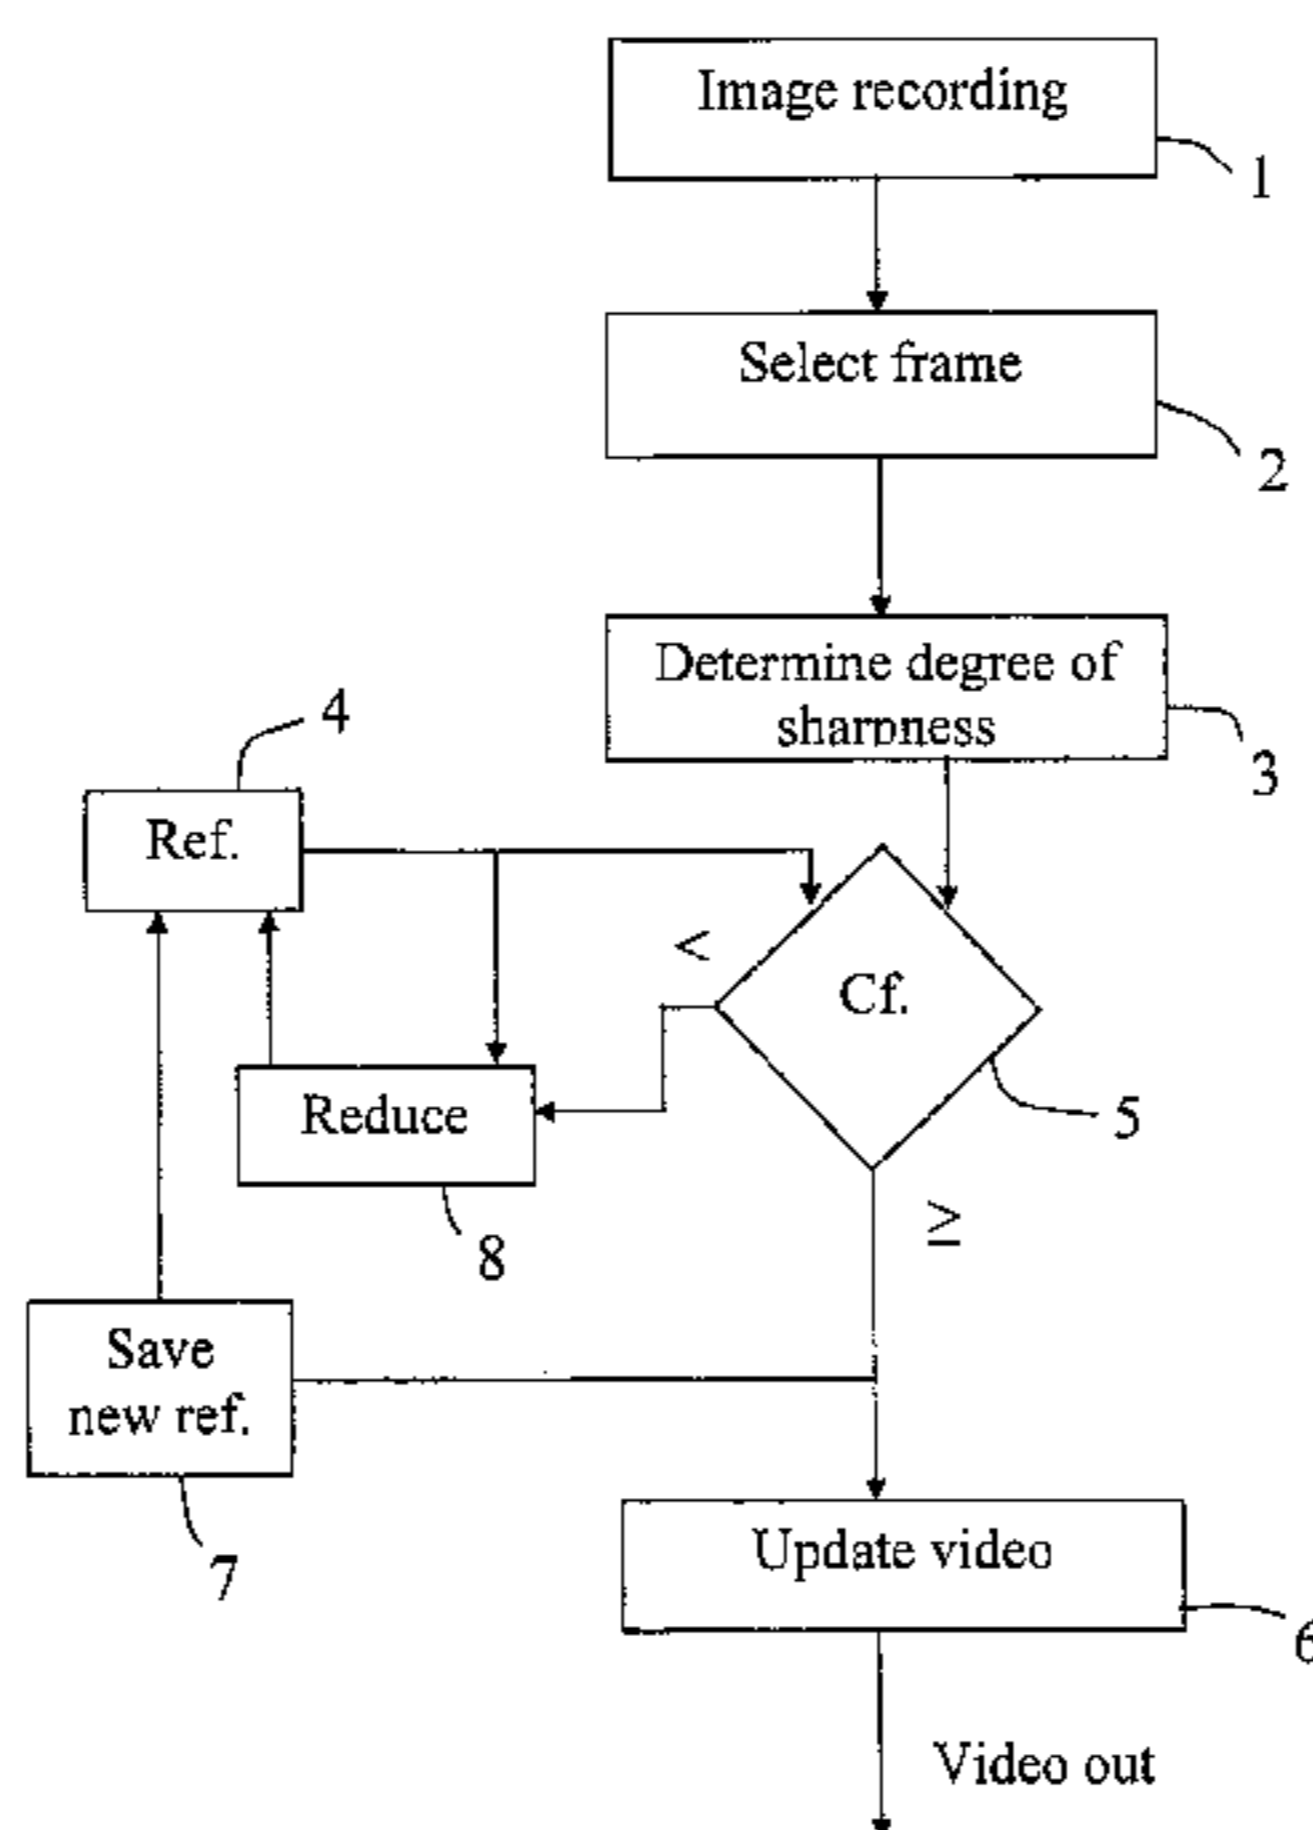 Image recording
1
Select frame
2
Determine degree of
sharpness
3
4
Ref.
<
Cf.
5
Reduce
8
≥
Save
new ref.
7
Update video
6
Video out